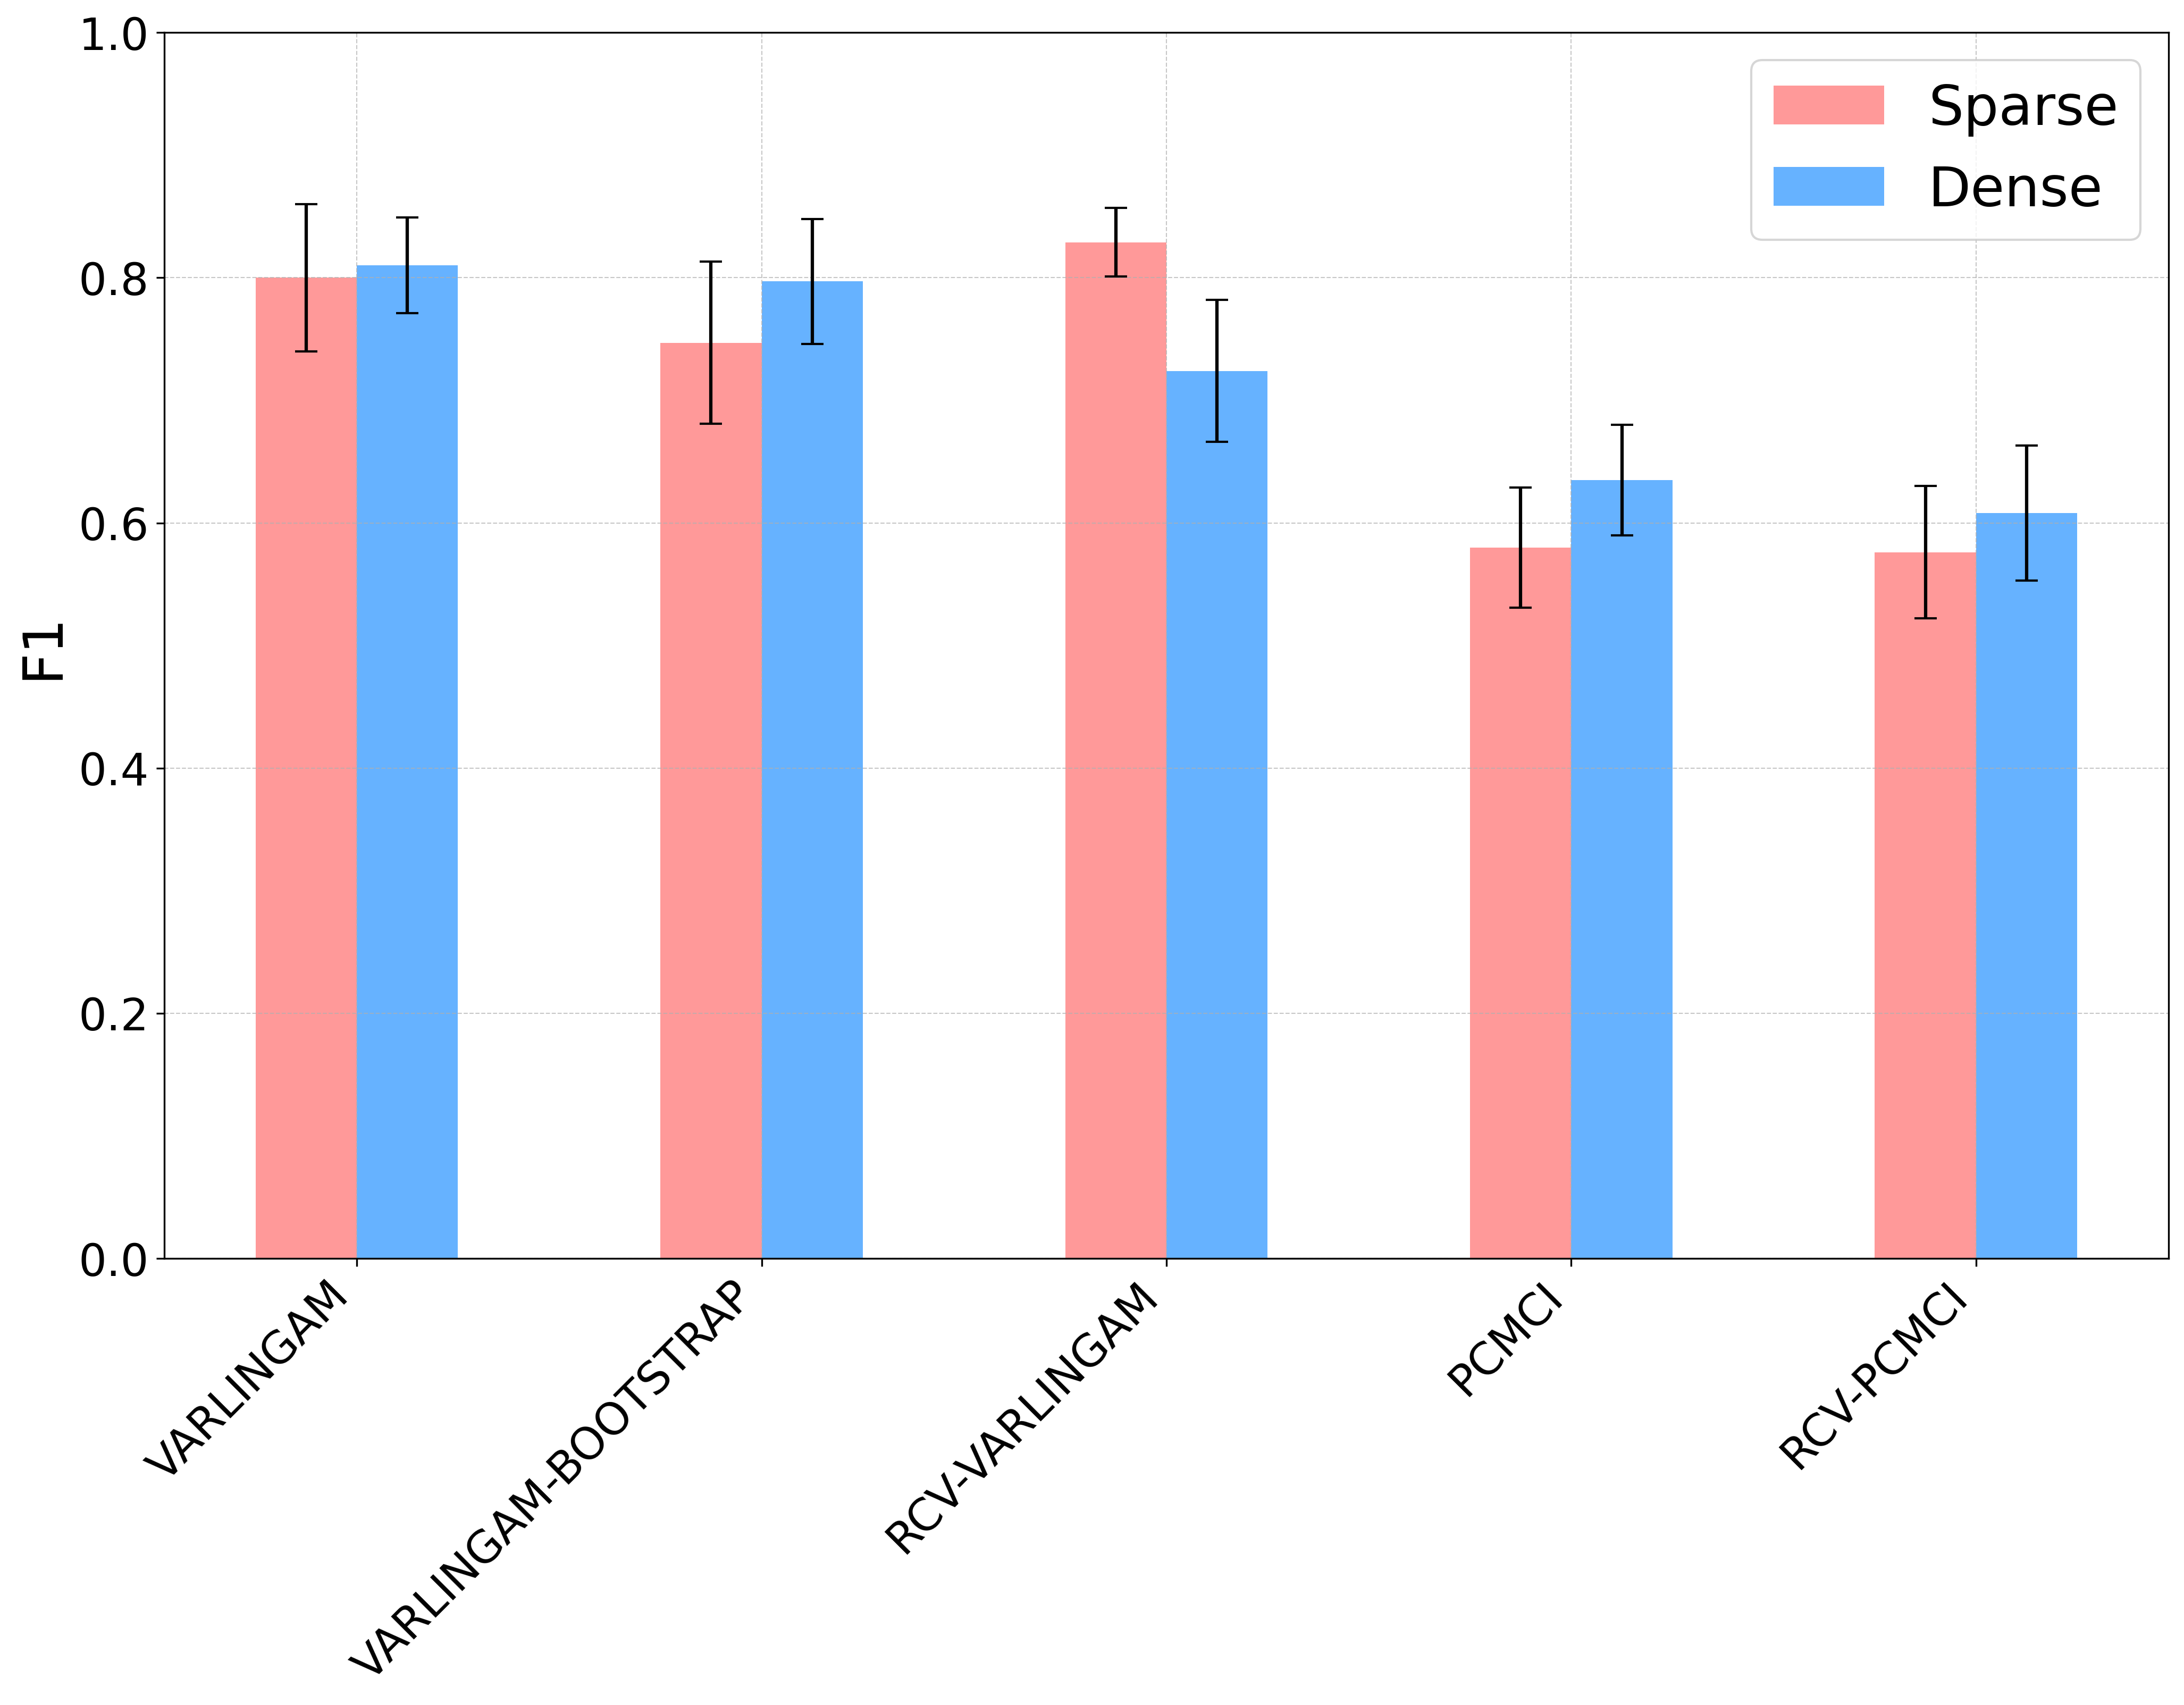 1.0
0.8
0.6
0.4
0.2
0.0
F1
Sparse
Dense
VARLINGAM
VARLINGAM-BOOTSTRAP
RCV-VARLINGAM
PCMCI
RCV-PCMCI